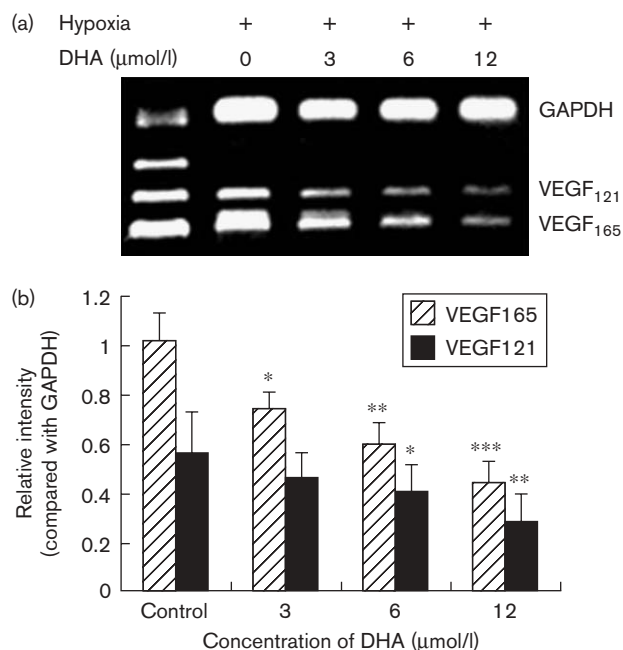 (a) Hypoxia + + + +
DHA (μmol/l) 0 3 6 12
GAPDH
VEGF₁₂₁
VEGF₁₆₅
(b)
VEGF165
VEGF121
Relative intensity
(compared with GAPDH)
1.2
1
0.8
0.6
0.4
0.2
0
*
** *
*** **
Control 3 6 12
Concentration of DHA (μmol/l)